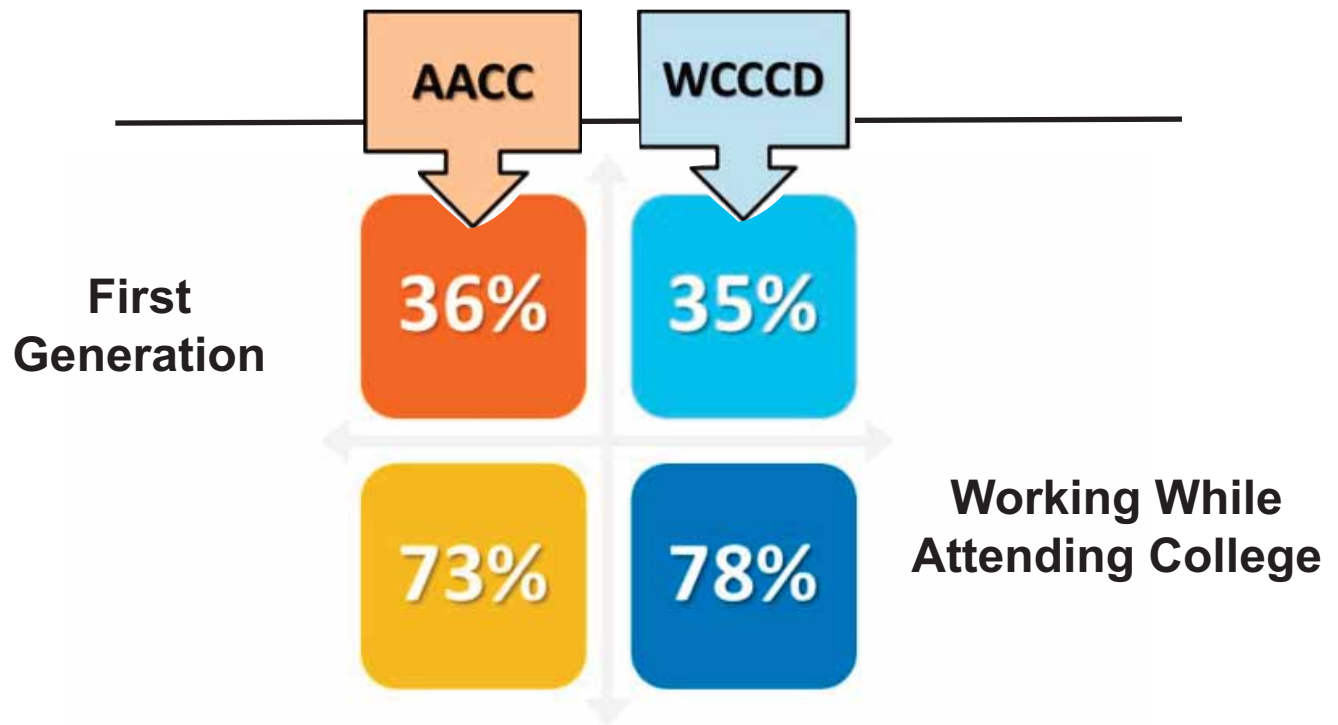 AACC
WCCCD
First
Generation
36%
35%
73%
78%
Working While
Attending College